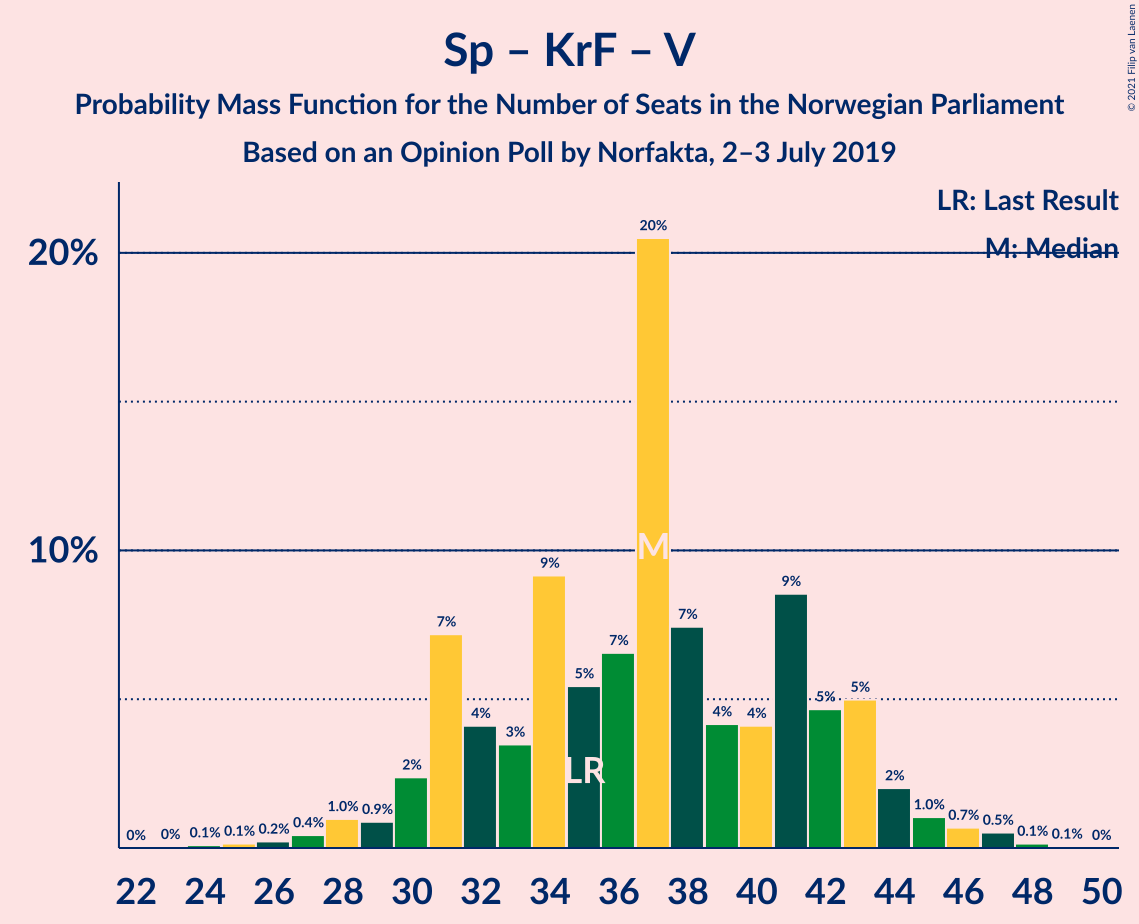 Sp – KrF – V
Probability Mass Function for the Number of Seats in the Norwegian Parliament
Based on an Opinion Poll by Norfakta, 2–3 July 2019
© 2021 Filip van Laenen
LR: Last Result
M: Median
20%
10%
0% 0% 0.1% 0.1% 0.2% 0.4% 1.0% 0.9% 2% 7% 4% 3% 9% 5% 7% 20% 7% 4% 4% 9% 5% 5% 2% 1.0% 0.7% 0.5% 0.1% 0.1% 0%
M
LR
22 24 26 28 30 32 34 36 38 40 42 44 46 48 50